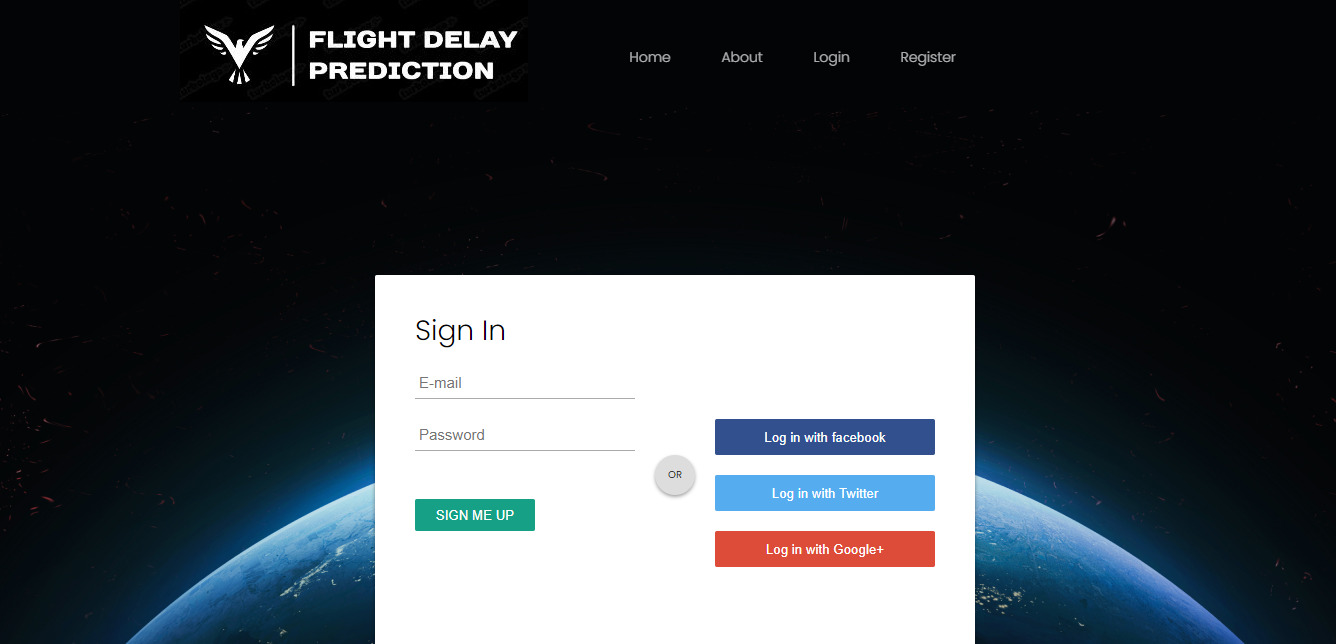 FLIGHT DELAY
PREDICTION
Home
About
Login
Register
Sign In
E-mail
Password
SIGN ME UP
OR
Log in with facebook
Log in with Twitter
Log in with Google+